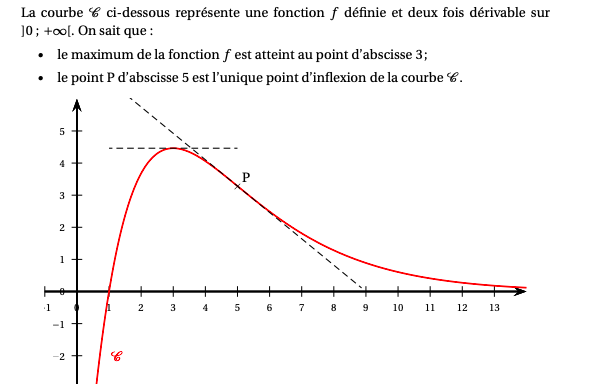 La courbe 𝒞 ci-dessous représente une fonction f définie et deux fois dérivable sur
]0 ; +∞[. On sait que :
• le maximum de la fonction f est atteint au point d'abscisse 3 ;
• le point P d'abscisse 5 est l'unique point d'inflexion de la courbe 𝒞.
5
4
P
3
2
1
0
-1 0 1 2 3 4 5 6 7 8 9 10 11 12 13
−1
−2 𝒞